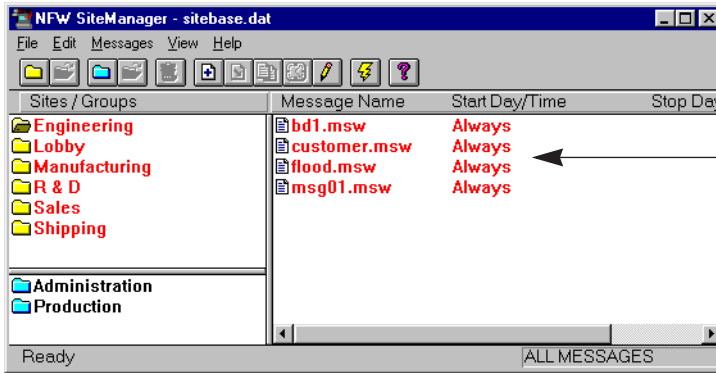 NFW SiteManager - sitebase.dat
File Edit Messages View Help
Sites / Groups
Message Name Start Day/Time Stop Day
Engineering
Lobby
Manufacturing
R & D
Sales
Shipping
Administration
Production
bd1.msw Always
customer.msw Always
flood.msw Always
msg01.msw Always
Ready
ALL MESSAGES